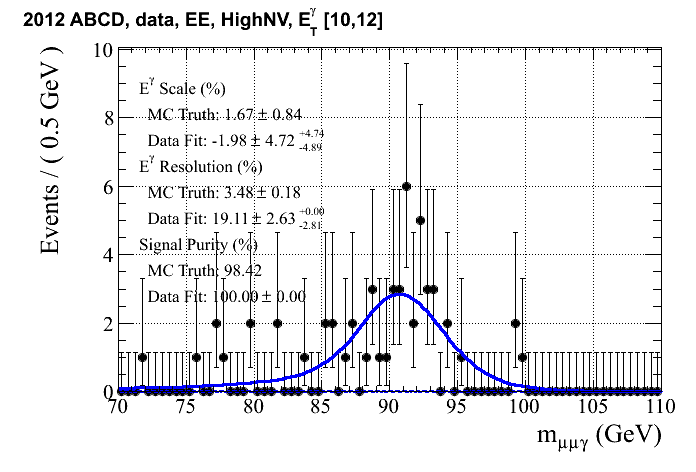 2012 ABCD, data, EE, HighNV, E_T^γ [10,12]
Events / ( 0.5 GeV )
10
8
6
4
2
0
E^γ Scale (%)
MC Truth: 1.67 ± 0.84
Data Fit: -1.98 ± 4.72 +4.74 -4.89
E^γ Resolution (%)
MC Truth: 3.48 ± 0.18
Data Fit: 19.11 ± 2.63 +0.00 -2.81
Signal Purity (%)
MC Truth: 98.42
Data Fit: 100.00 ± 0.00
70 75 80 85 90 95 100 105 110
m_μμγ (GeV)